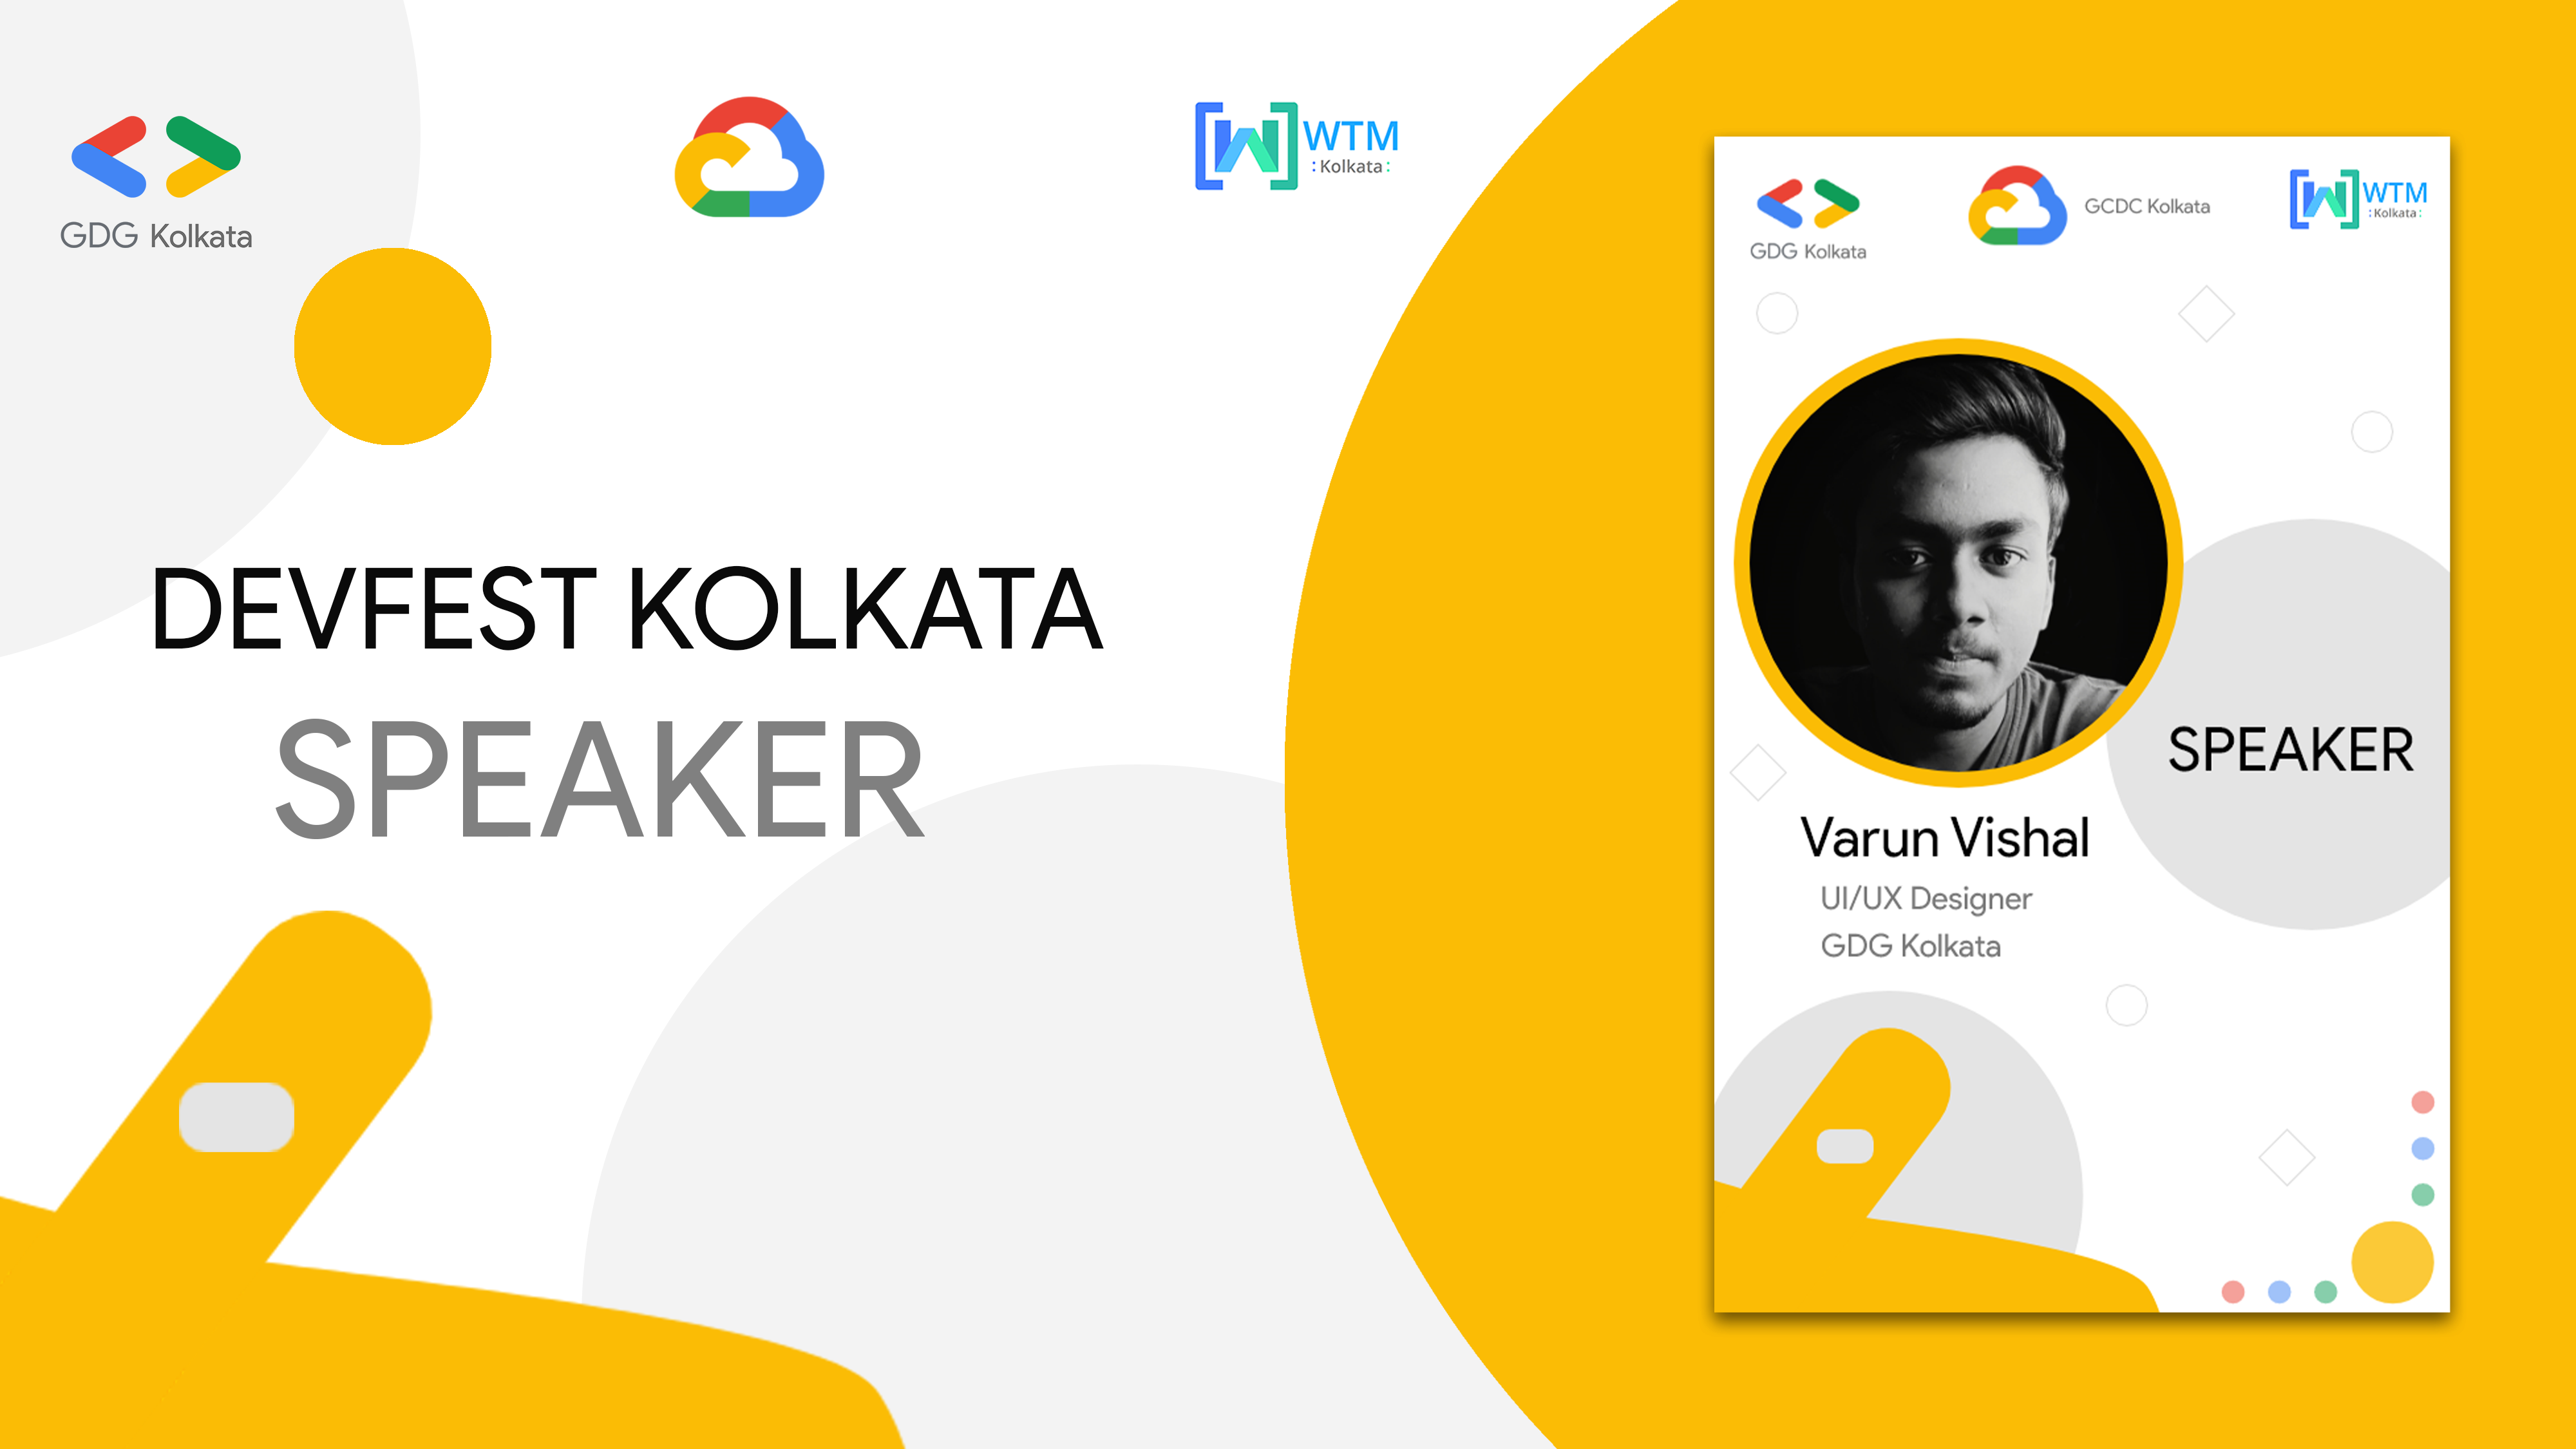 GDG Kolkata
WTM
:Kolkata:
DEVFEST KOLKATA
SPEAKER
GDG Kolkata
GCDC Kolkata
WTM
:Kolkata:
SPEAKER
Varun Vishal
UI/UX Designer
GDG Kolkata